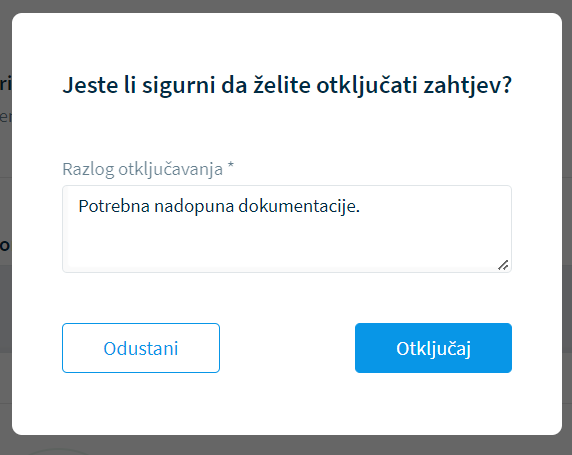 Jeste li sigurni da želite otključati zahtjev?
Razlog otključavanja *
Potrebna nadopuna dokumentacije.
Odustani
Otključaj